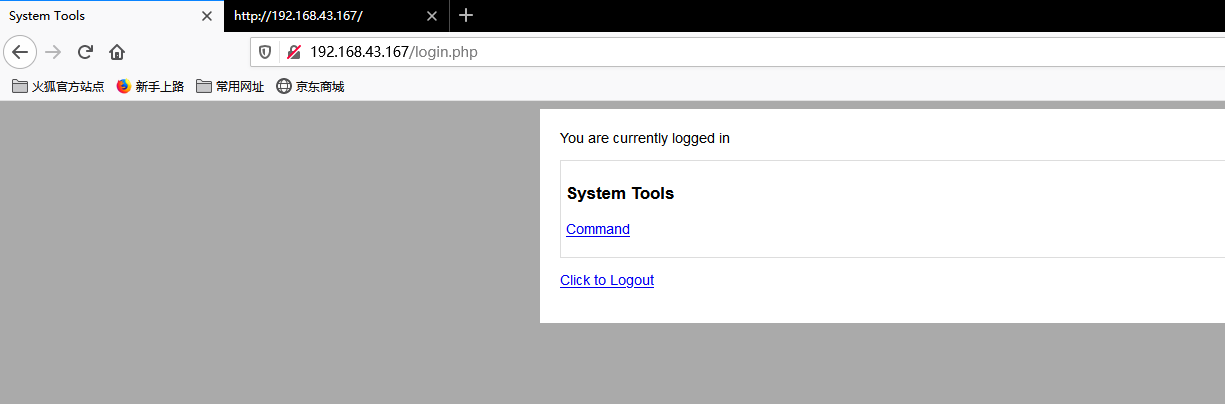 System Tools
http://192.168.43.167/
192.168.43.167/login.php
火狐官方站点 新手上路 常用网址 京东商城
You are currently logged in
System Tools
Command
Click to Logout